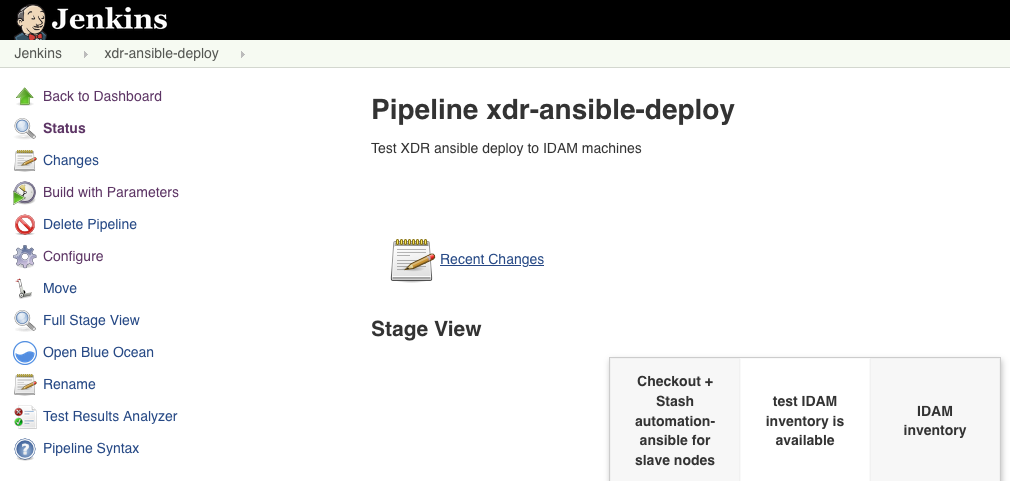 Jenkins
Jenkins xdr-ansible-deploy
Back to Dashboard
Status
Changes
Build with Parameters
Delete Pipeline
Configure
Move
Full Stage View
Open Blue Ocean
Rename
Test Results Analyzer
Pipeline Syntax
Pipeline xdr-ansible-deploy
Test XDR ansible deploy to IDAM machines
Recent Changes
Stage View
Checkout +
Stash
automation-
ansible for
slave nodes
test IDAM
inventory is
available
IDAM
inventory